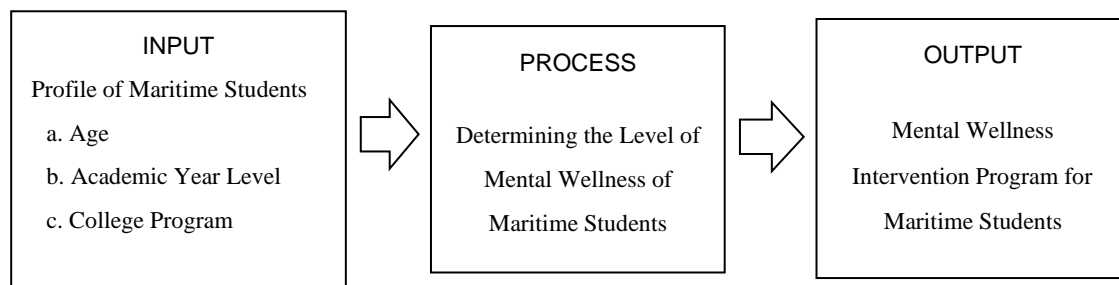 INPUT
Profile of Maritime Students
a. Age
b. Academic Year Level
c. College Program
PROCESS
Determining the Level of
Mental Wellness of
Maritime Students
OUTPUT
Mental Wellness
Intervention Program for
Maritime Students